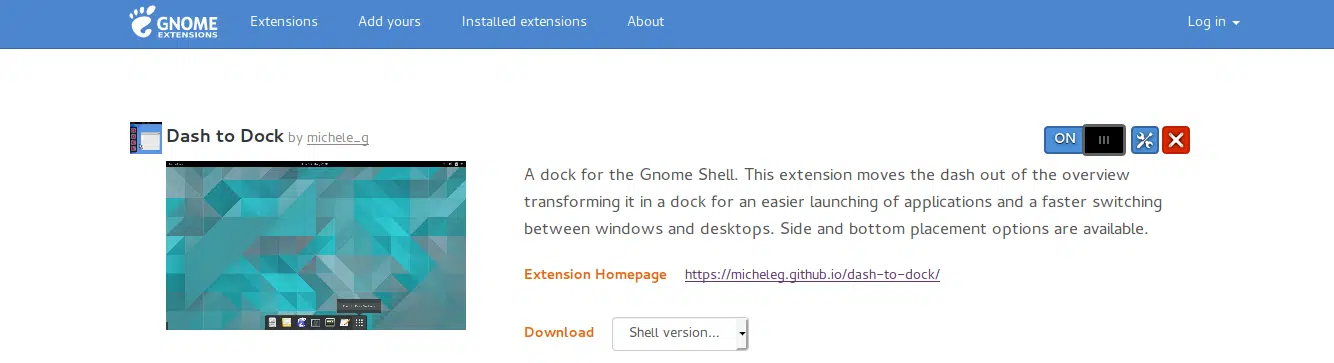 GNOME
EXTENSIONS
Extensions Add yours Installed extensions About Log in
Dash to Dock by michele_g
ON
A dock for the Gnome Shell. This extension moves the dash out of the overview
transforming it in a dock for an easier launching of applications and a faster switching
between windows and desktops. Side and bottom placement options are available.
Extension Homepage https://micheleg.github.io/dash-to-dock/
Download Shell version...